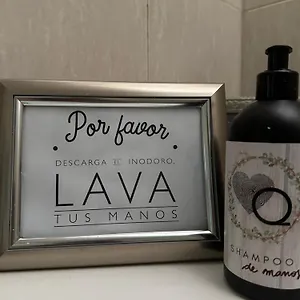 Por favor
DESCARGA EL INODORO,
LAVA
TUS MANOS
Q
SHAMPOO
de manos